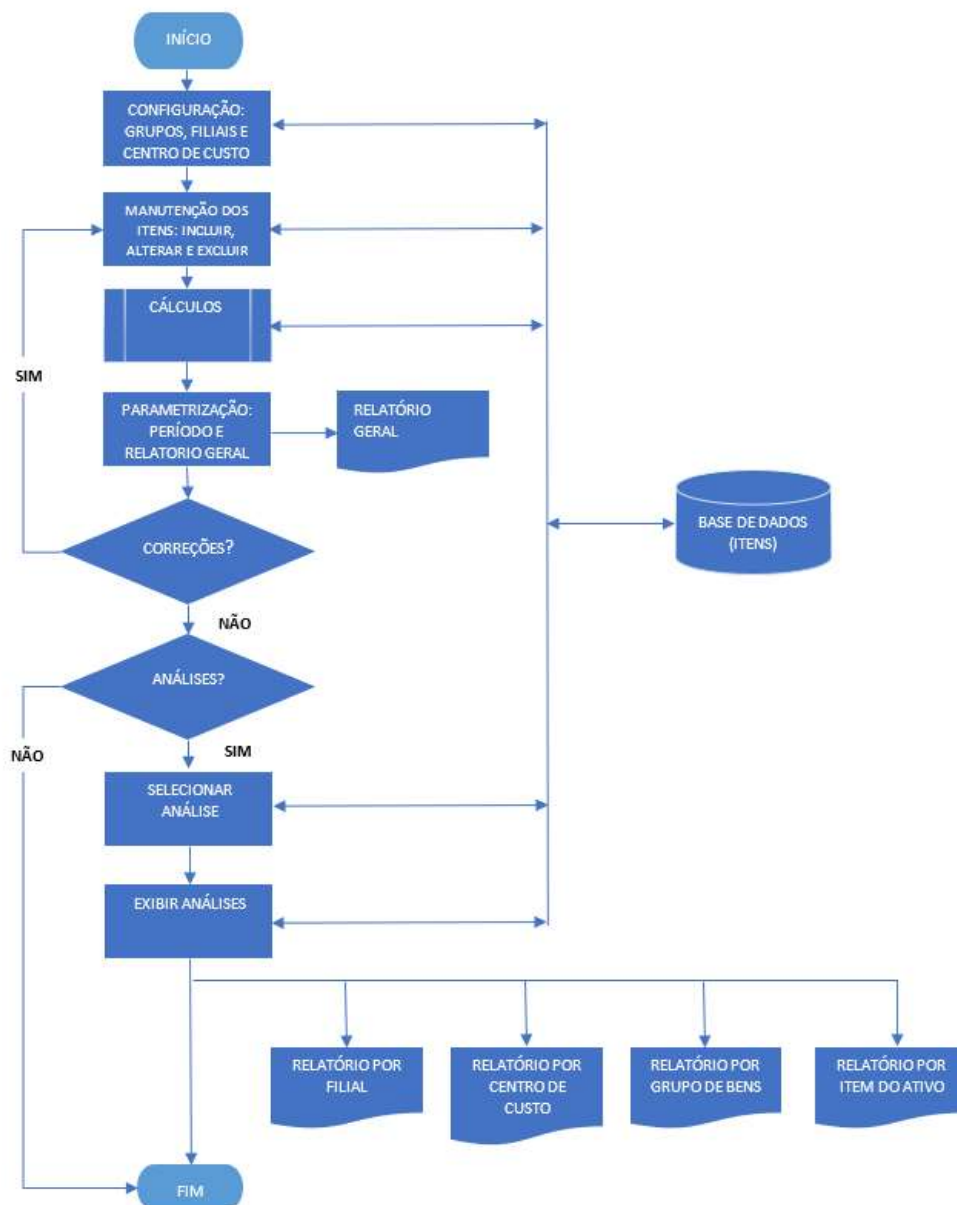 INÍCIO
CONFIGURAÇÃO:
GRUPOS, FILIAIS E
CENTRO DE CUSTO
MANUTENÇÃO DOS
ITENS: INCLUIR,
ALTERAR E EXCLUIR
CÁLCULOS
SIM
PARAMETRIZAÇÃO:
PERÍODO E
RELATORIO GERAL
RELATÓRIO
GERAL
BASE DE DADOS
(ITENS)
CORREÇÕES?
NÃO
ANÁLISES?
NÃO
SIM
SELECIONAR
ANÁLISE
EXIBIR ANÁLISES
RELATÓRIO POR
FILIAL
RELATÓRIO POR
CENTRO DE
CUSTO
RELATÓRIO POR
GRUPO DE BENS
RELATÓRIO POR
ITEM DO ATIVO
FIM